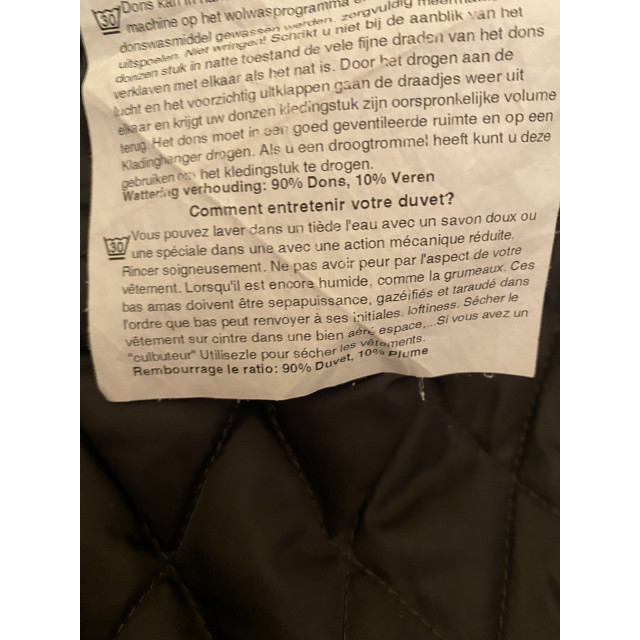 30 Dons kan in
machine op het wolwasprogramma
donswasmiddel gewassen werden. zorgvuldig
uitspoelen. Niet wringen! Schrikt u niet bij de aanblik van het
donzen stuk in natte toestand de vele fijne draden van het dons
verklaven met elkaar als het nat is. Door het drogen aan de
lucht en het voorzichtig uitklappen gaan de draadjes weer uit
elkaar en krijgt uw donzen kledingstuk zijn oorspronkelijke volume
terug. Het dons moet in een goed geventileerde ruimte en op een
Kladinghanger drogen. Als u een droogtrommel heeft kunt u deze
gebruiken om het kledingstuk te drogen.
Wattering verhouding: 90% Dons, 10% Veren
Comment entretenir votre duvet?
30 Vous pouvez laver dans un tiède l'eau avec un savon doux ou
une spéciale dans une avec une action mécanique réduite.
Rincer soigneusement. Ne pas avoir peur par l'aspect de votre
vêtement. Lorsqu'il est encore humide, comme la grumeaux. Ces
bas amas doivent être sepapuissance, gazéifiés et taraudé dans
l'ordre que bas peut renvoyer à ses initiales. loftiness. Sécher le
vêtement sur cintre dans une bien aéré espace,...Si vous avez un
"culbuteur" Utilisezle pour sécher les vêtements.
Rembourrage le ratio: 90% Duvet, 10% Plume